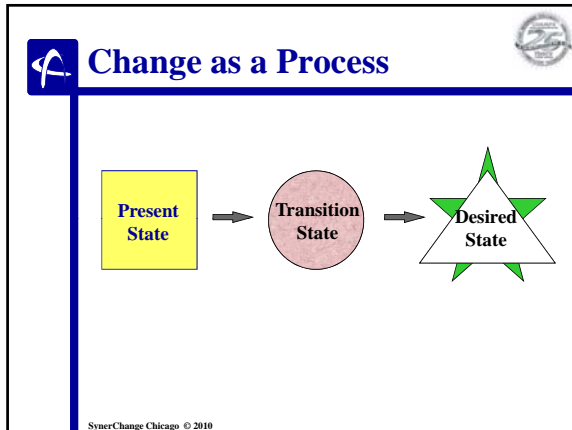 Change as a Process
Present
State
Transition
State
Desired
State
SynerChange Chicago © 2010